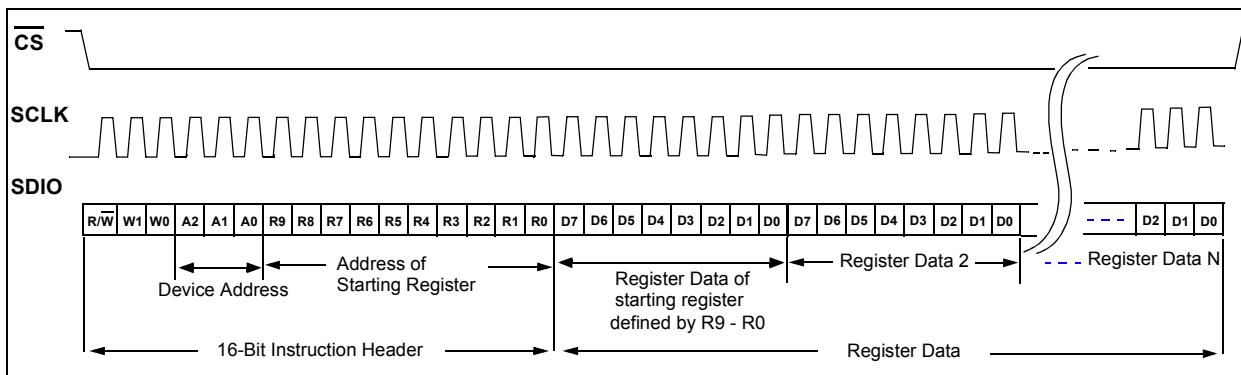 CS
SCLK
SDIO
R/W W1 W0 A2 A1 A0 R9 R8 R7 R6 R5 R4 R3 R2 R1 R0 D7 D6 D5 D4 D3 D2 D1 D0 D7 D6 D5 D4 D3 D2 D1 D0 D2 D1 D0
Device Address
Address of
Starting Register
Register Data of
starting register
defined by R9 - R0
Register Data 2
Register Data N
16-Bit Instruction Header
Register Data